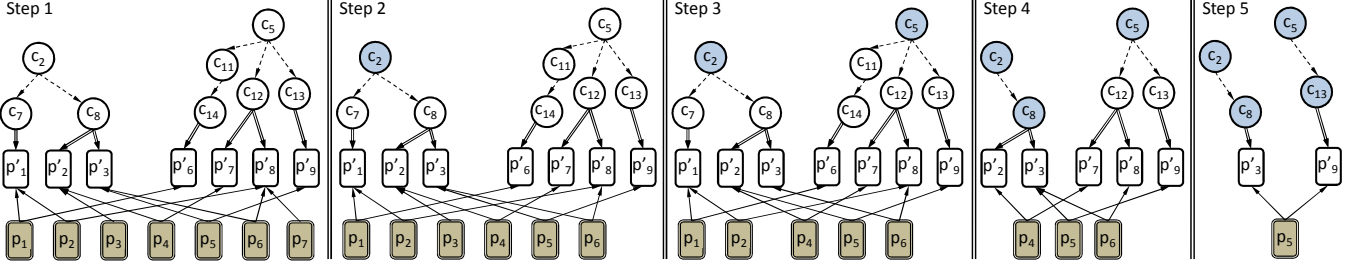 Step 1
c5
c2
c11
c12
c13
c7
c8
c14
p'1
p'2
p'3
p'6
p'7
p'8
p'9
p1
p2
p3
p4
p5
p6
p7
Step 2
c5
c2
c11
c12
c13
c7
c8
c14
p'1
p'2
p'3
p'6
p'7
p'8
p'9
p1
p2
p3
p4
p5
p6
Step 3
c5
c2
c11
c12
c13
c7
c8
c14
p'1
p'2
p'3
p'6
p'7
p'8
p'9
p1
p2
p4
p5
p6
Step 4
c5
c2
c12
c13
c8
p'2
p'3
p'7
p'8
p'9
p4
p5
p6
Step 5
c5
c2
c13
c8
p'3
p'9
p5